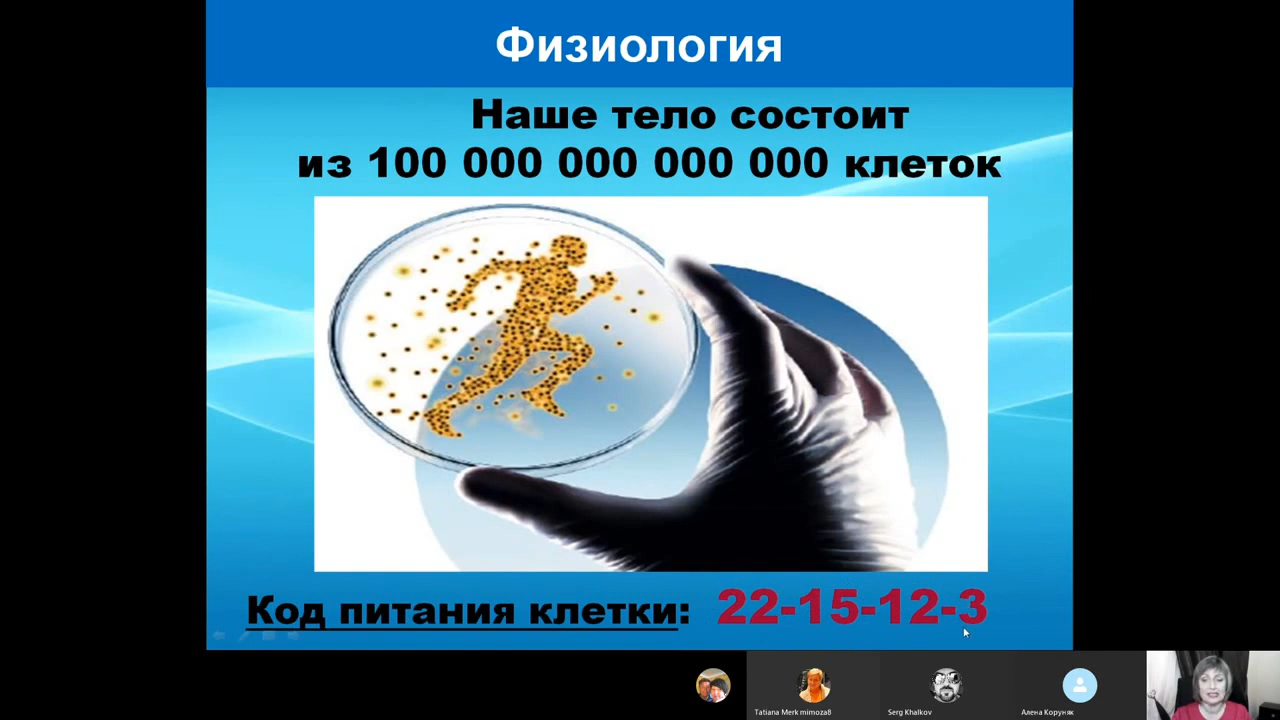 Физиология
Наше тело состоит
из 100 000 000 000 000 клеток
Код питания клетки: 22-15-12-3
Tatiana Merk mimoza8
Serg Khalkov
Алена Коруняк